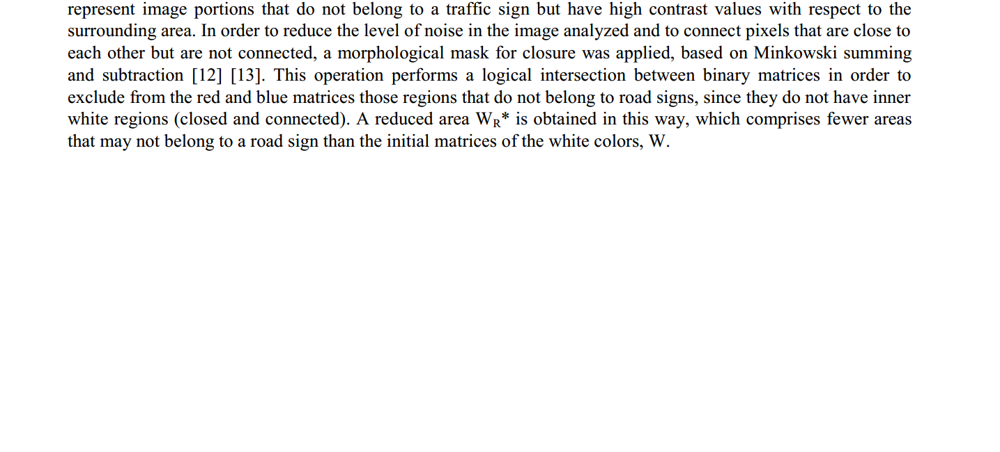 represent image portions that do not belong to a traffic sign but have high contrast values with respect to the
surrounding area. In order to reduce the level of noise in the image analyzed and to connect pixels that are close to
each other but are not connected, a morphological mask for closure was applied, based on Minkowski summing
and subtraction [12] [13]. This operation performs a logical intersection between binary matrices in order to
exclude from the red and blue matrices those regions that do not belong to road signs, since they do not have inner
white regions (closed and connected). A reduced area W_R* is obtained in this way, which comprises fewer areas
that may not belong to a road sign than the initial matrices of the white colors, W.